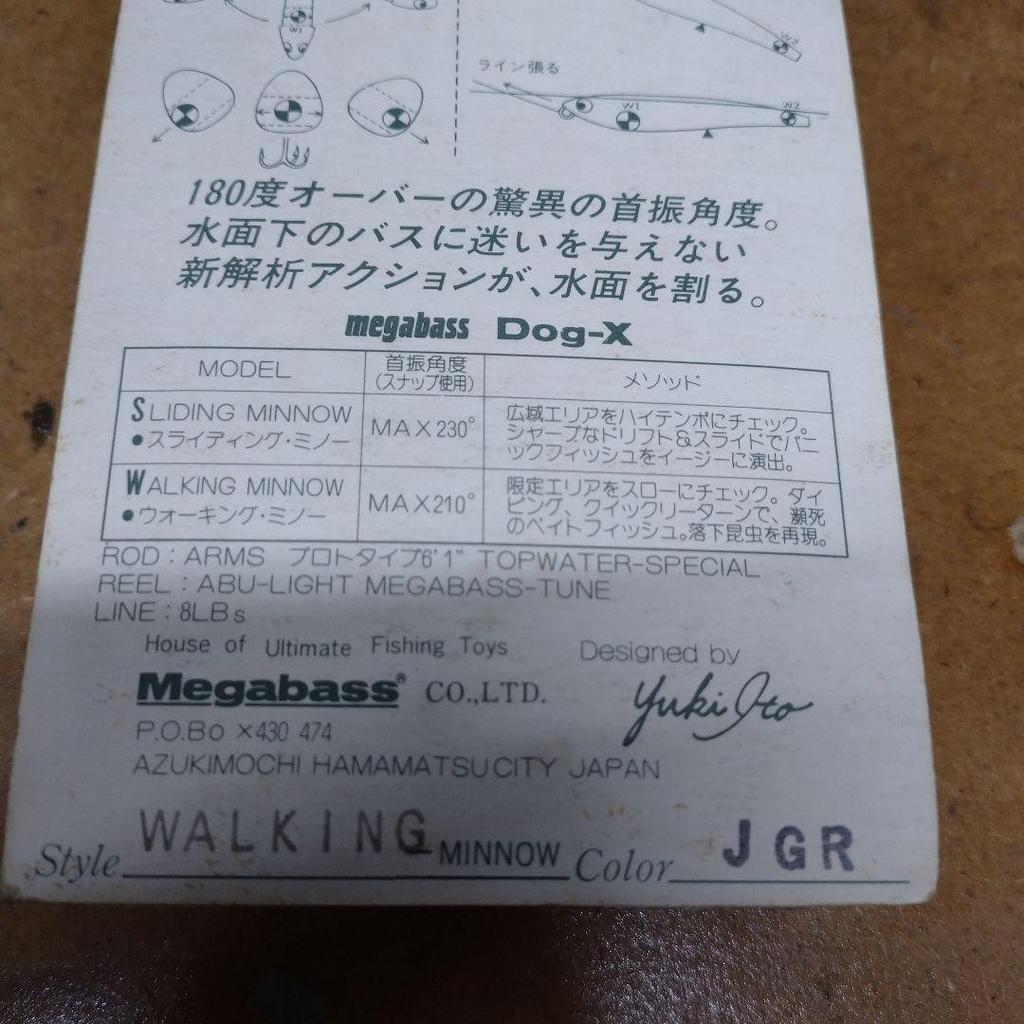 W1
W2
ライン張る
W1
W2
180度オーバーの驚異の首振角度。
水面下のバスに迷いを与えない
新解析アクションが、水面を割る。
megabass Dog-X
MODEL
首振角度
(スナップ使用)
メソッド
SLIDING MINNOW
●スライディング・ミノー
MAX230°
広域エリアをハイテンポにチェック。
シャープなドリフト&スライドでパニ
ックフィッシュをイージーに演出。
WALKING MINNOW
●ウオーキング・ミノー
MAX210°
限定エリアをスローにチェック。ダイ
ビング、クイックリーターンで、瀕死
のベイトフィッシュ。落下昆虫を再現。
ROD:ARMS プロトタイプ6'1" TOPWATER-SPECIAL
REEL:ABU-LIGHT MEGABASS-TUNE
LINE:8LBs
House of Ultimate Fishing Toys
Designed by
Megabass® CO.,LTD.
Yuki Ito
P.O.Bo ×430 474
AZUKIMOCHI HAMAMATSUCITY JAPAN
Style WALKING MINNOW Color JGR